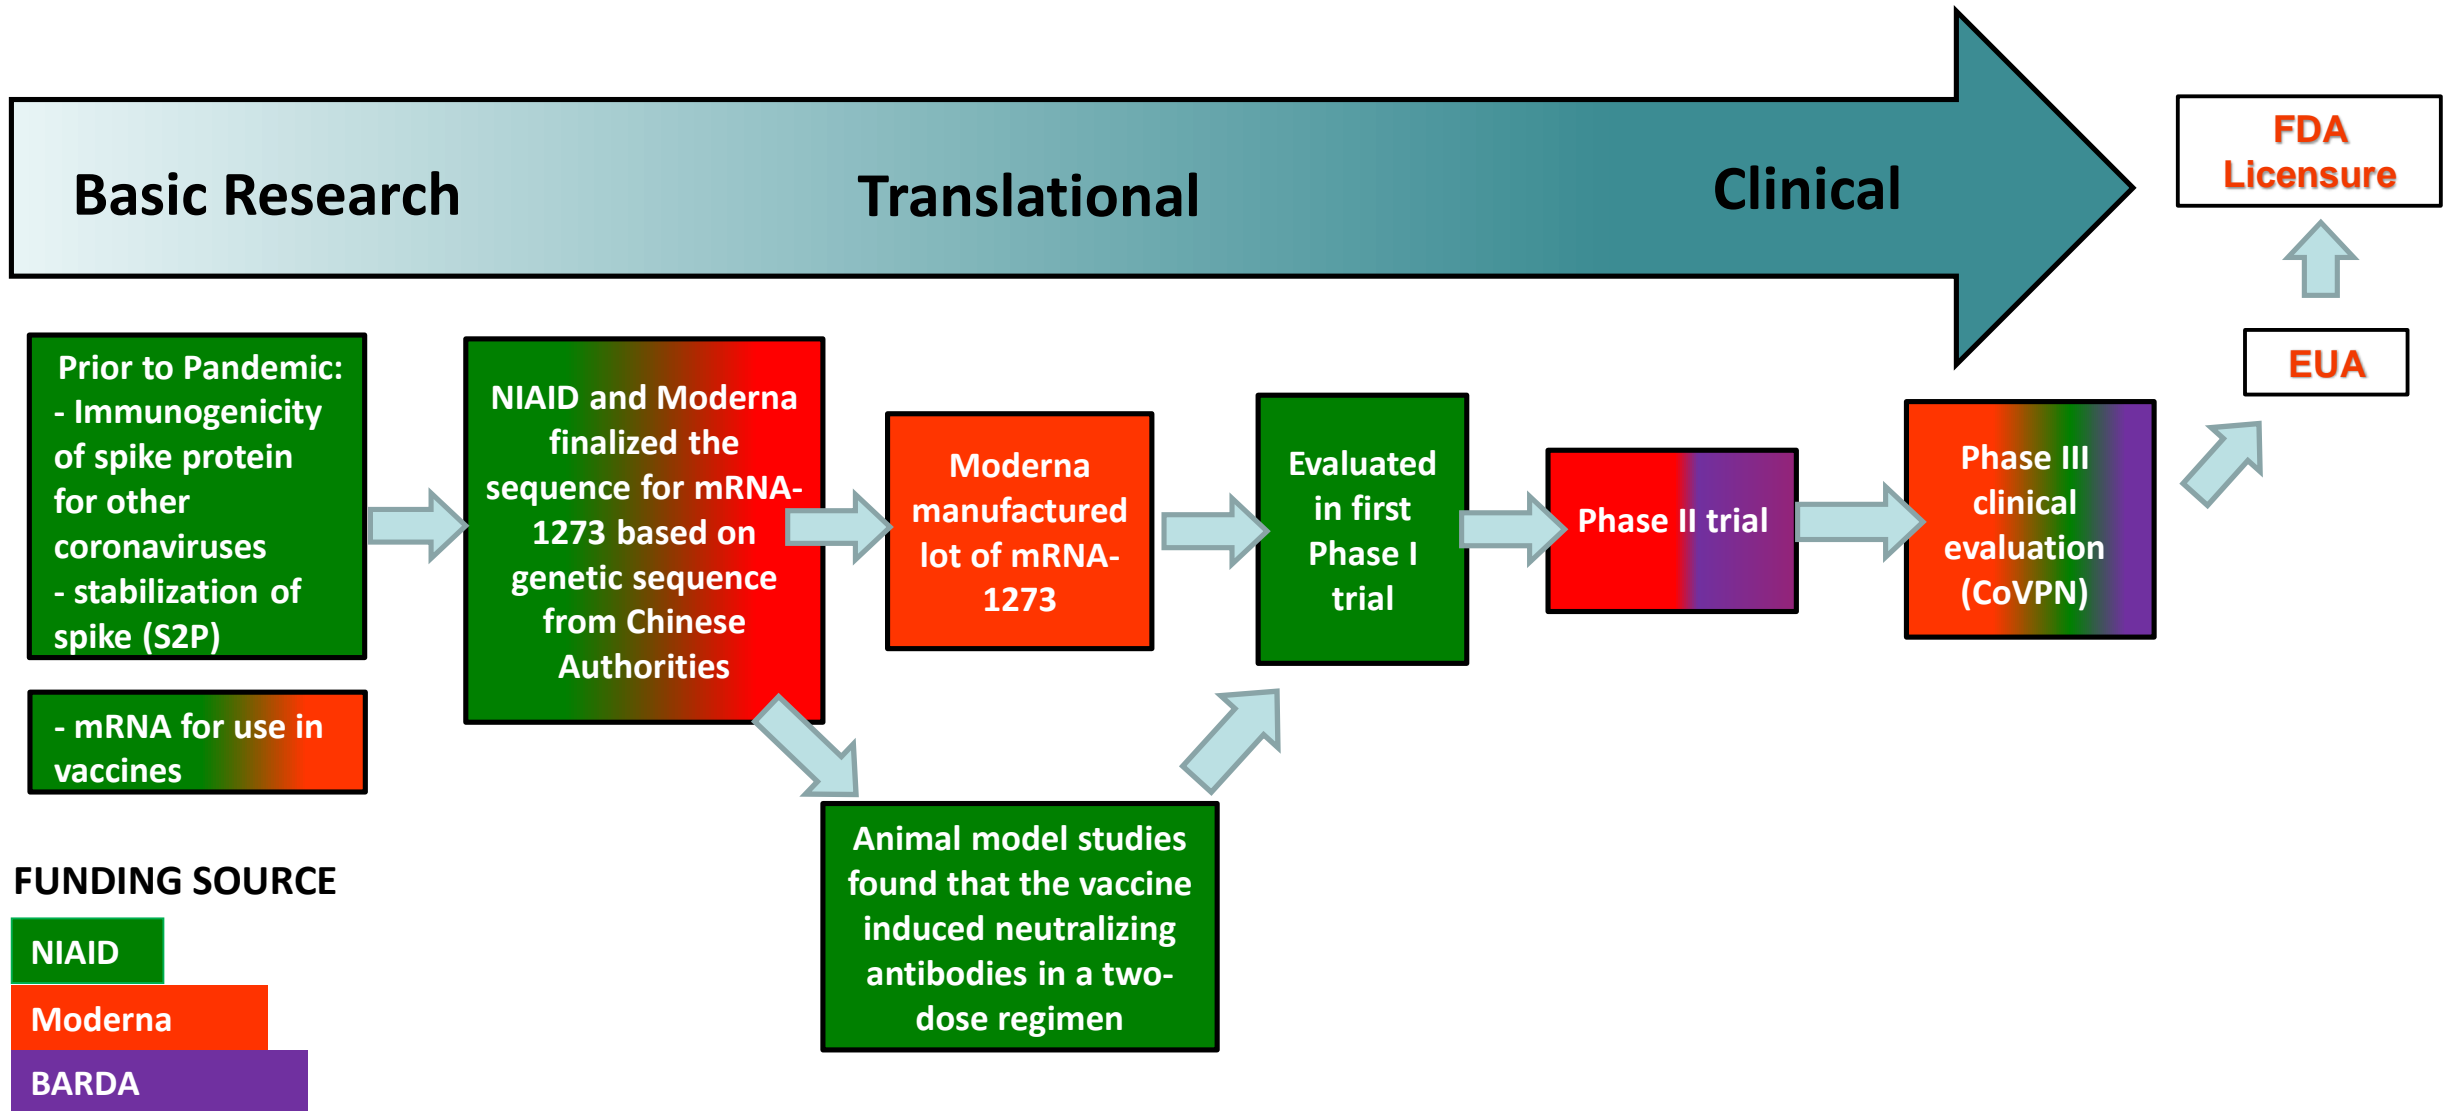 Basic Research
Translational
Clinical
FDA
Licensure
EUA
Prior to Pandemic:
- Immunogenicity
of spike protein
for other
coronaviruses
- stabilization of
spike (S2P)
- mRNA for use in
vaccines
NIAID and Moderna
finalized the
sequence for mRNA-
1273 based on
genetic sequence
from Chinese
Authorities
Moderna
manufactured
lot of mRNA-
1273
Animal model studies
found that the vaccine
induced neutralizing
antibodies in a two-
dose regimen
Evaluated
in first
Phase I
trial
Phase II trial
Phase III
clinical
evaluation
(CoVPN)
FUNDING SOURCE
NIAID
Moderna
BARDA